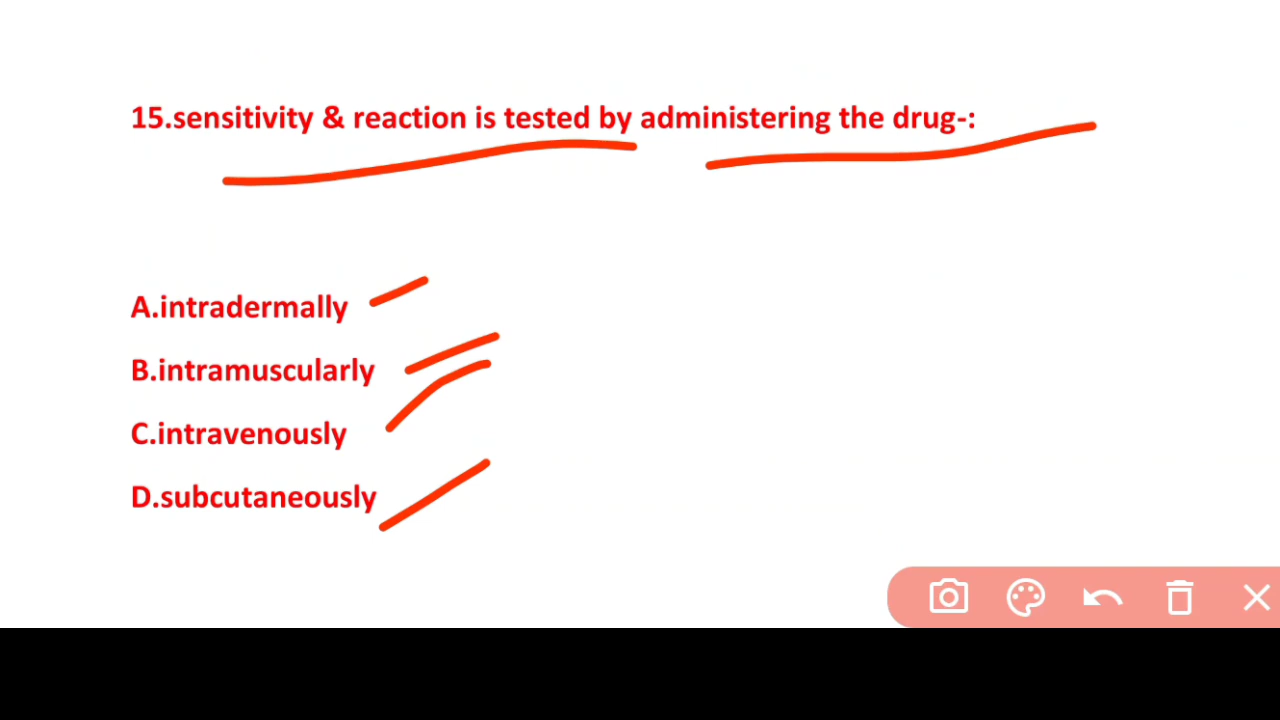 15.sensitivity & reaction is tested by administering the drug-:
A.intradermally
B.intramuscularly
C.intravenously
D.subcutaneously